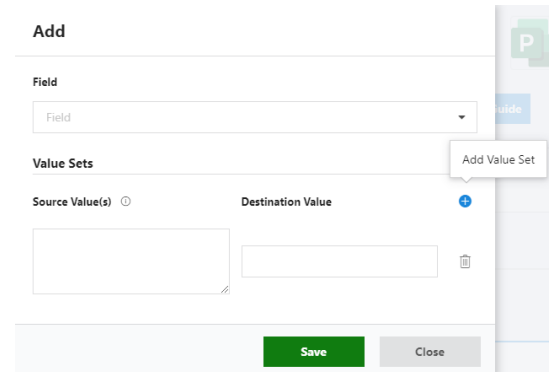 Add
Field
Field
Value Sets
Add Value Set
Source Value(s)
Destination Value
Save
Close
P
uide